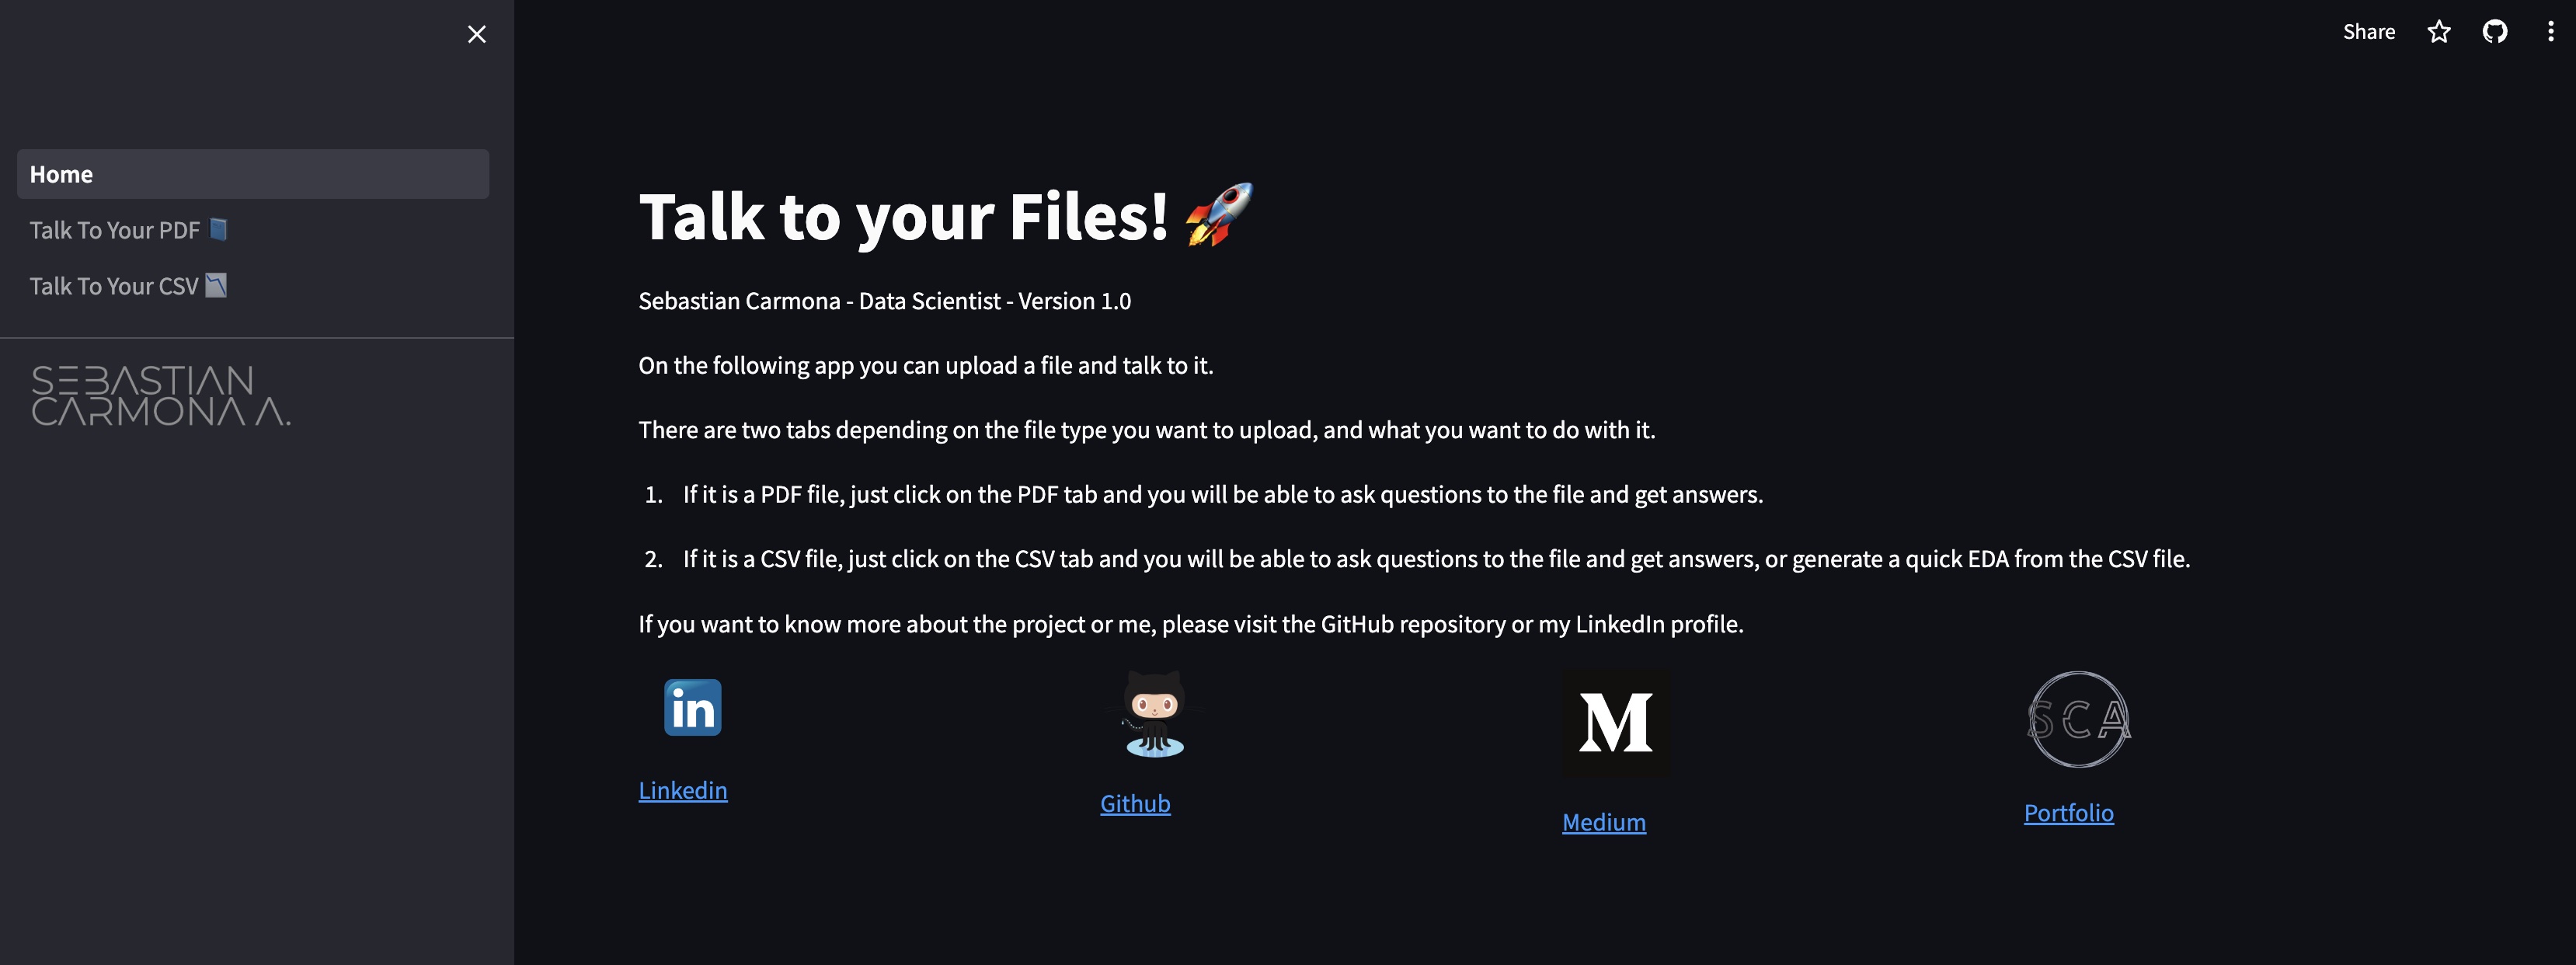 Share
Home
Talk To Your PDF
Talk To Your CSV
SEBASTIAN
CARMONA A.
Talk to your Files!
Sebastian Carmona - Data Scientist - Version 1.0
On the following app you can upload a file and talk to it.
There are two tabs depending on the file type you want to upload, and what you want to do with it.
1. If it is a PDF file, just click on the PDF tab and you will be able to ask questions to the file and get answers.
2. If it is a CSV file, just click on the CSV tab and you will be able to ask questions to the file and get answers, or generate a quick EDA from the CSV file.
If you want to know more about the project or me, please visit the GitHub repository or my LinkedIn profile.
in
M
SCA
Linkedin
Github
Medium
Portfolio